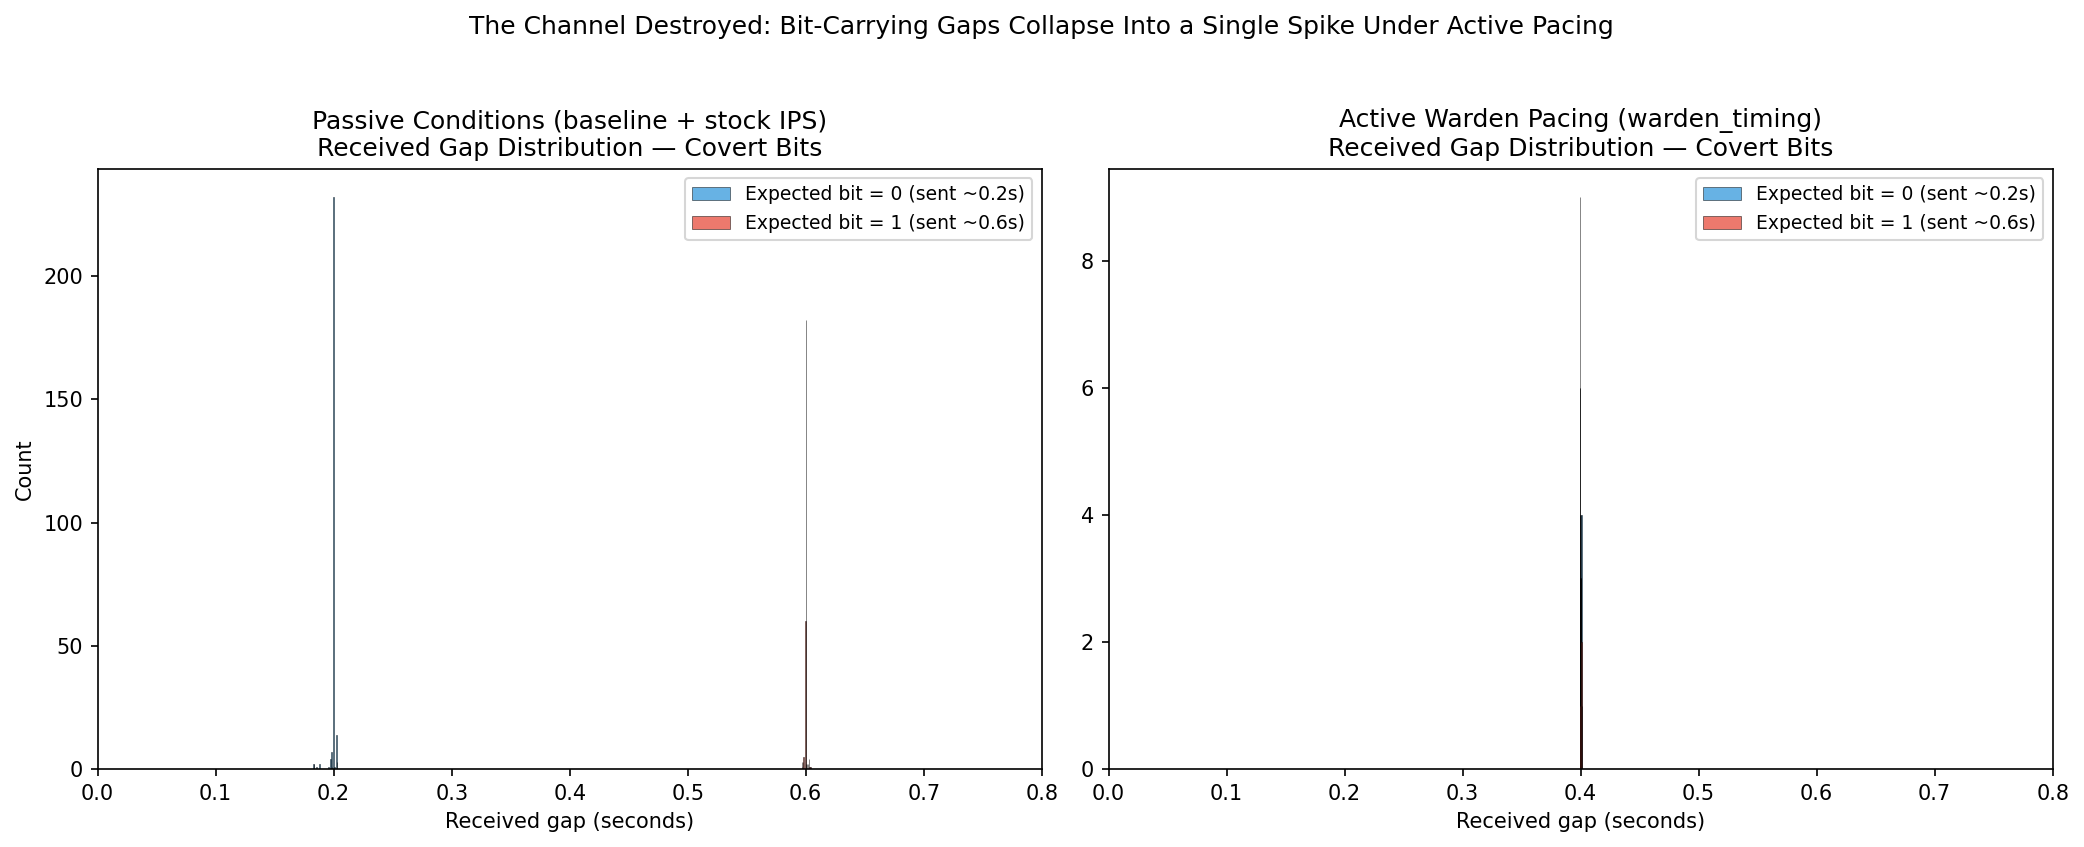 The Channel Destroyed: Bit-Carrying Gaps Collapse Into a Single Spike Under Active Pacing
Passive Conditions (baseline + stock IPS)
Received Gap Distribution — Covert Bits
Expected bit = 0 (sent ~0.2s)
Expected bit = 1 (sent ~0.6s)
Count
200
150
100
50
0
0.0 0.1 0.2 0.3 0.4 0.5 0.6 0.7 0.8
Received gap (seconds)
Active Warden Pacing (warden_timing)
Received Gap Distribution — Covert Bits
Expected bit = 0 (sent ~0.2s)
Expected bit = 1 (sent ~0.6s)
8
6
4
2
0
0.0 0.1 0.2 0.3 0.4 0.5 0.6 0.7 0.8
Received gap (seconds)